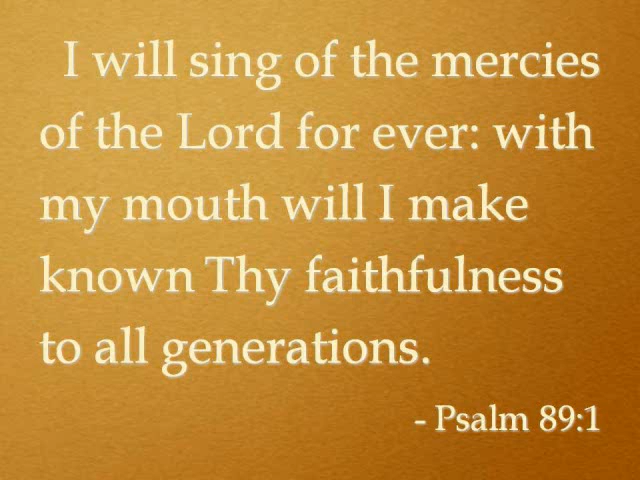 I will sing of the mercies
of the Lord for ever: with
my mouth will I make
known Thy faithfulness
to all generations.
- Psalm 89:1